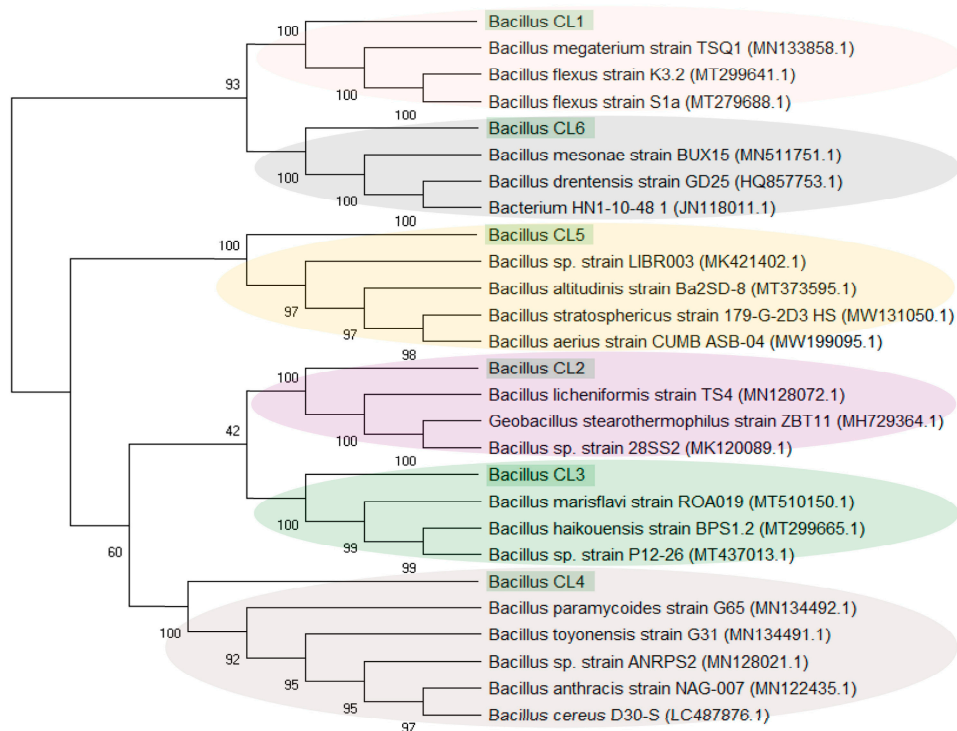 100
Bacillus CL1
Bacillus megaterium strain TSQ1 (MN133858.1)
93
Bacillus flexus strain K3.2 (MT299641.1)
100
Bacillus flexus strain S1a (MT279688.1)
100
Bacillus CL6
Bacillus mesonae strain BUX15 (MN511751.1)
100
Bacillus drentensis strain GD25 (HQ857753.1)
100
Bacterium HN1-10-48 1 (JN118011.1)
100
Bacillus CL5
100
Bacillus sp. strain LIBR003 (MK421402.1)
Bacillus altitudinis strain Ba2SD-8 (MT373595.1)
97
Bacillus stratosphericus strain 179-G-2D3 HS (MW131050.1)
97
Bacillus aerius strain CUMB ASB-04 (MW199095.1)
98
Bacillus CL2
100
Bacillus licheniformis strain TS4 (MN128072.1)
42
Geobacillus stearothermophilus strain ZBT11 (MH729364.1)
100
Bacillus sp. strain 28SS2 (MK120089.1)
100
Bacillus CL3
Bacillus marisflavi strain ROA019 (MT510150.1)
100
Bacillus haikouensis strain BPS1.2 (MT299665.1)
99
60
Bacillus sp. strain P12-26 (MT437013.1)
99
Bacillus CL4
Bacillus paramycoides strain G65 (MN134492.1)
100
Bacillus toyonensis strain G31 (MN134491.1)
92
Bacillus sp. strain ANRPS2 (MN128021.1)
95
Bacillus anthracis strain NAG-007 (MN122435.1)
95
Bacillus cereus D30-S (LC487876.1)
97